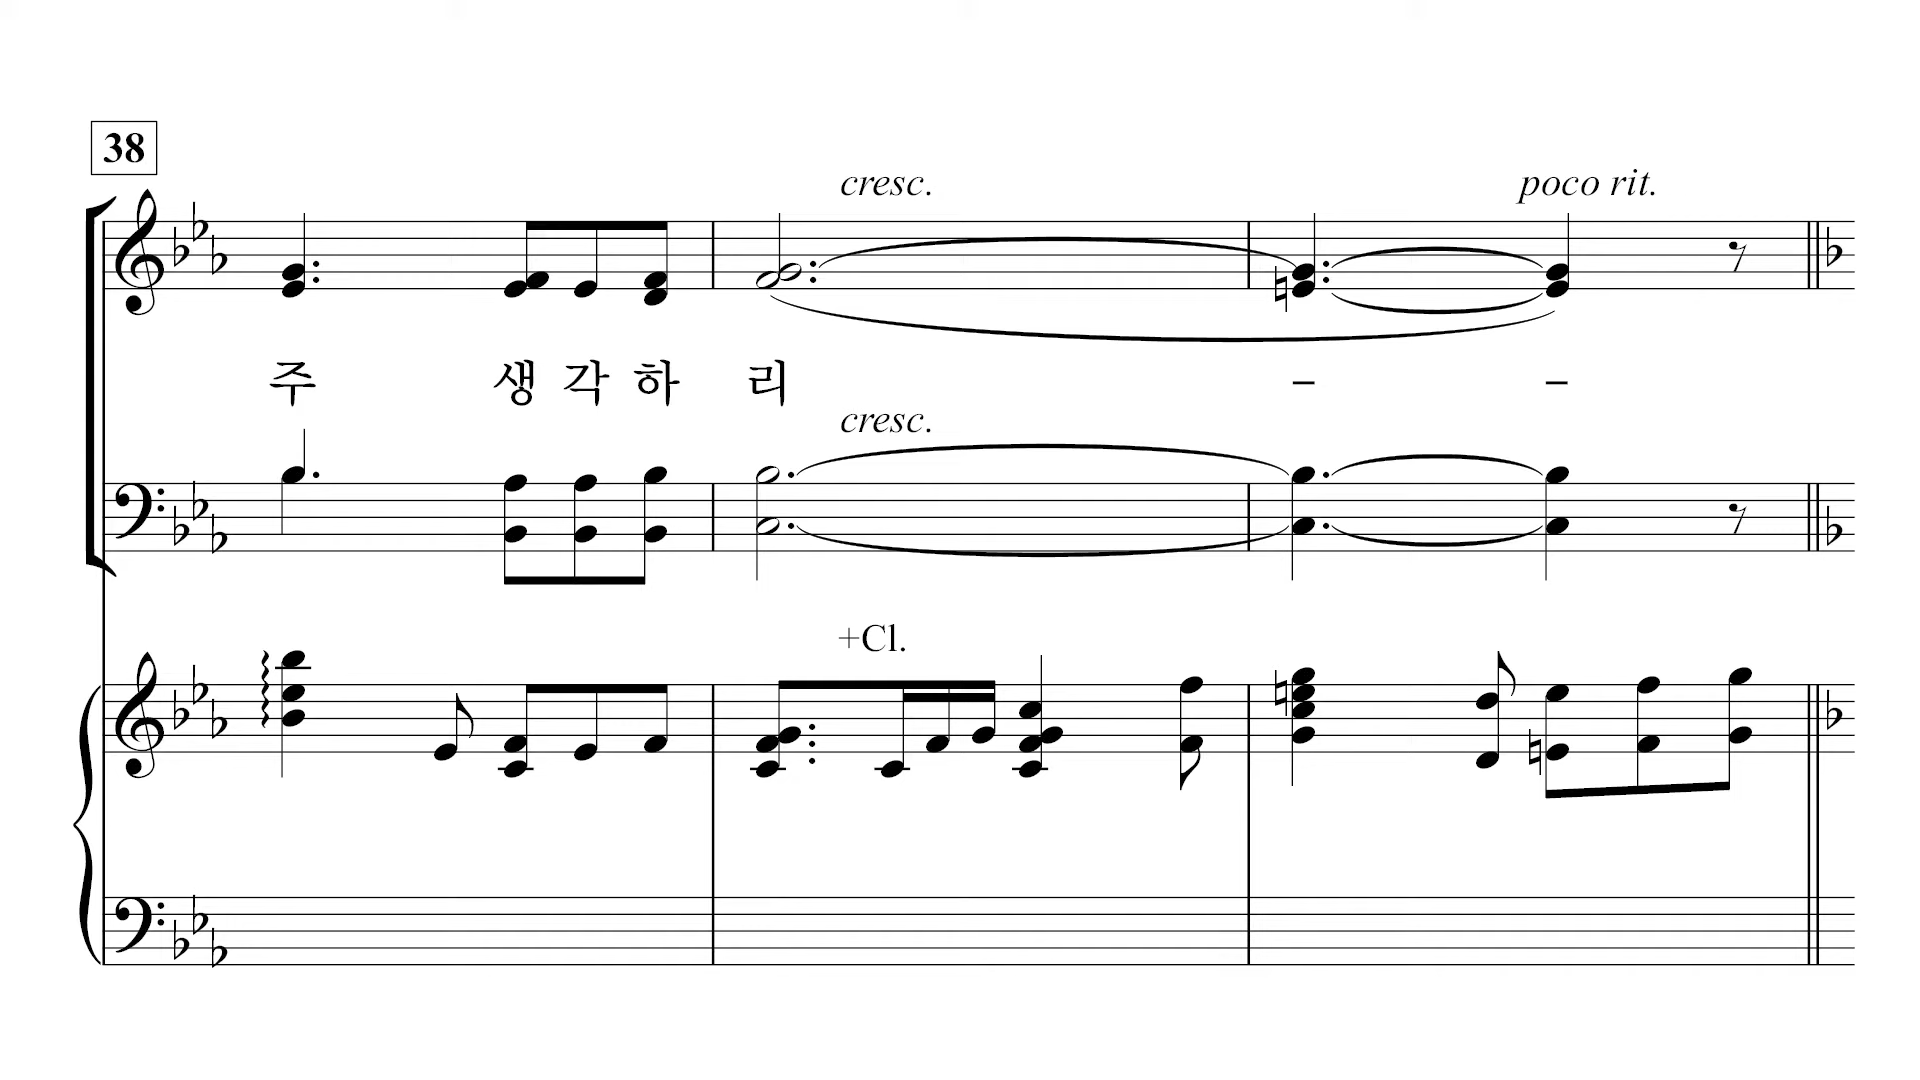 38
cresc.
poco rit.
주 생 각 하 리 – –
cresc.
+Cl.